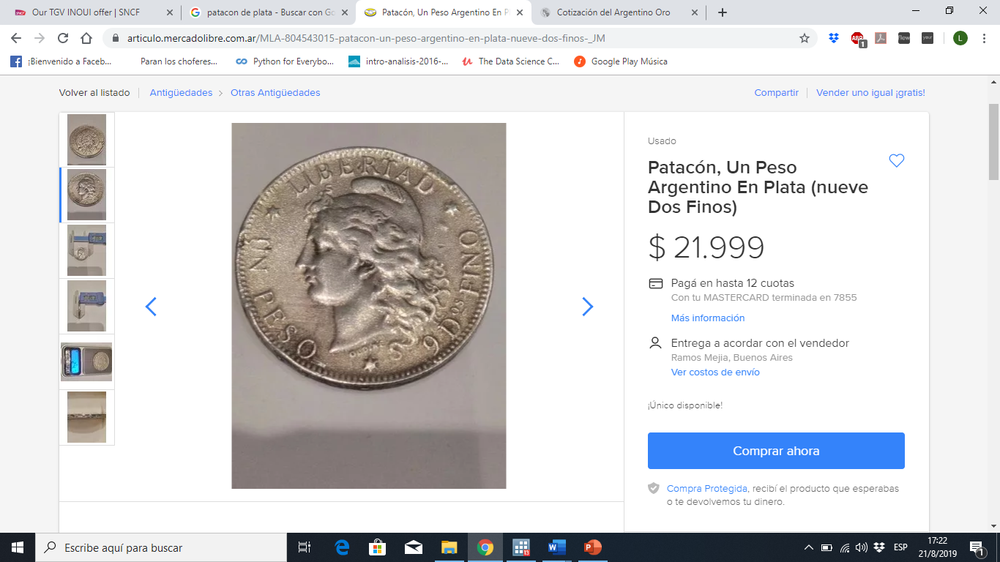 Our TGV INOUI offer | SNCF
patacon de plata - Buscar con Go
Patacón, Un Peso Argentino En P
Cotización del Argentino Oro
articulo.mercadolibre.com.ar/MLA-804543015-patacon-un-peso-argentino-en-plata-nueve-dos-finos-_JM
ABP
1
flow
your
L
¡Bienvenido a Faceb...
Paran los choferes...
Python for Everybo...
intro-analisis-2016-...
The Data Science C...
Google Play Música
Volver al listado
Antigüedades
Otras Antigüedades
Compartir
Vender uno igual ¡gratis!
LIBERTAD
UN PESO
9 Dos FINO
Usado
Patacón, Un Peso
Argentino En Plata (nueve
Dos Finos)
$ 21.999
Pagá en hasta 12 cuotas
Con tu MASTERCARD terminada en 7855
Más información
Entrega a acordar con el vendedor
Ramos Mejia, Buenos Aires
Ver costos de envío
¡Único disponible!
Comprar ahora
Compra Protegida, recibí el producto que esperabas
o te devolvemos tu dinero.
Escribe aquí para buscar
ESP
17:22
21/8/2019
1